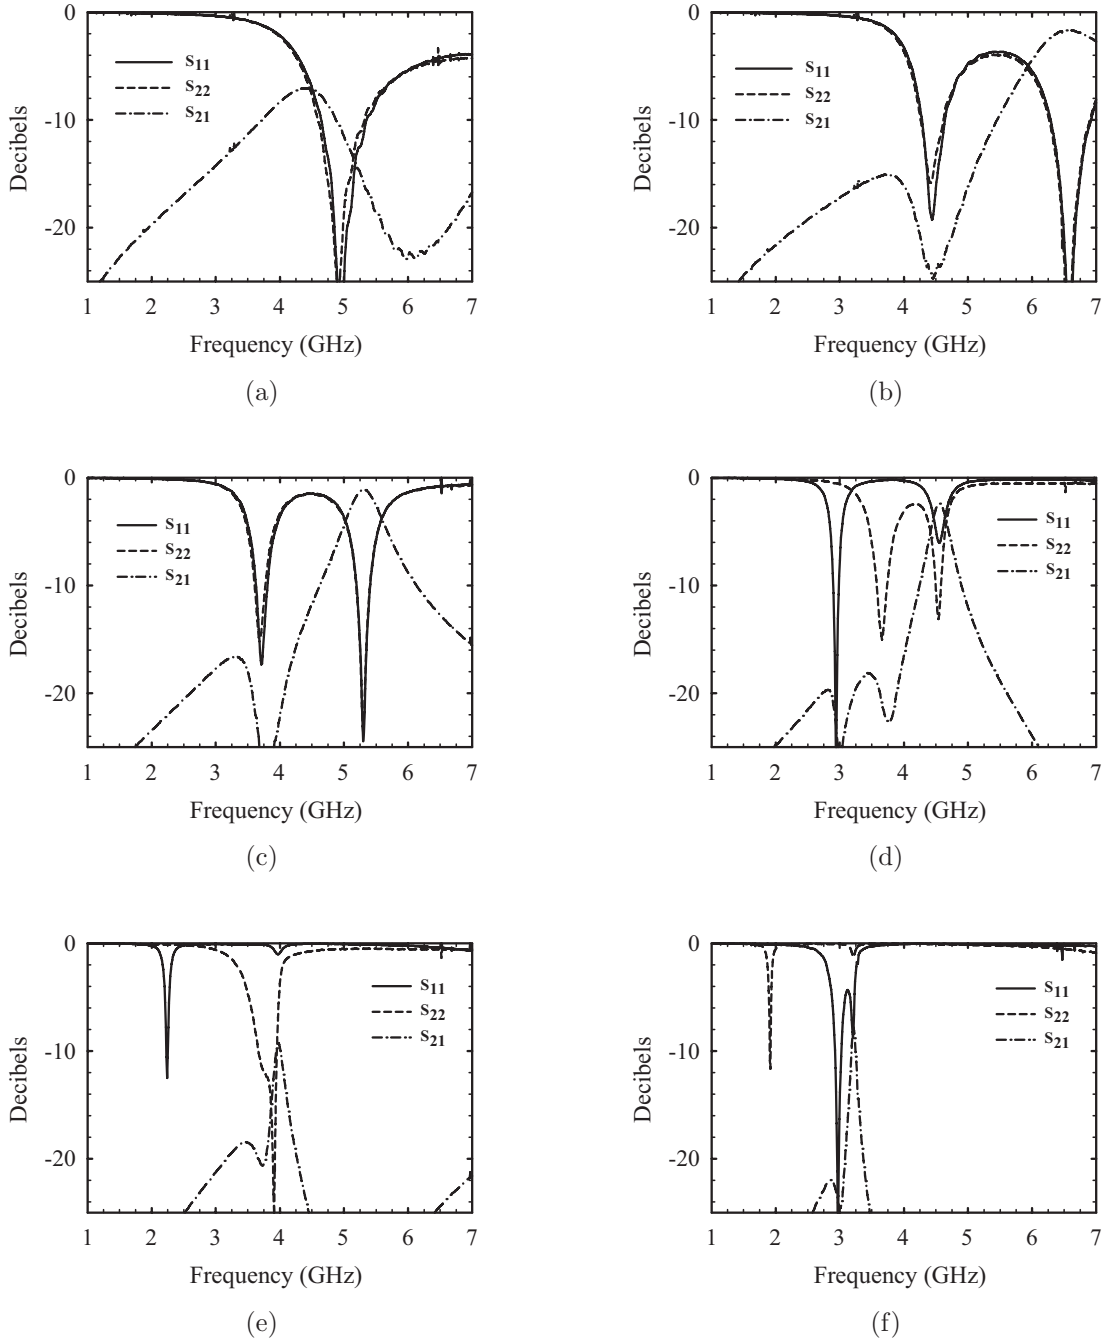 0
-10
-20
Decibels
s11
s22
s21
1 2 3 4 5 6 7
Frequency (GHz)
(a)
0
-10
-20
Decibels
s11
s22
s21
1 2 3 4 5 6 7
Frequency (GHz)
(b)
0
-10
-20
Decibels
s11
s22
s21
1 2 3 4 5 6 7
Frequency (GHz)
(c)
0
-10
-20
Decibels
s11
s22
s21
1 2 3 4 5 6 7
Frequency (GHz)
(d)
0
-10
-20
Decibels
s11
s22
s21
1 2 3 4 5 6 7
Frequency (GHz)
(e)
0
-10
-20
Decibels
s11
s22
s21
1 2 3 4 5 6 7
Frequency (GHz)
(f)